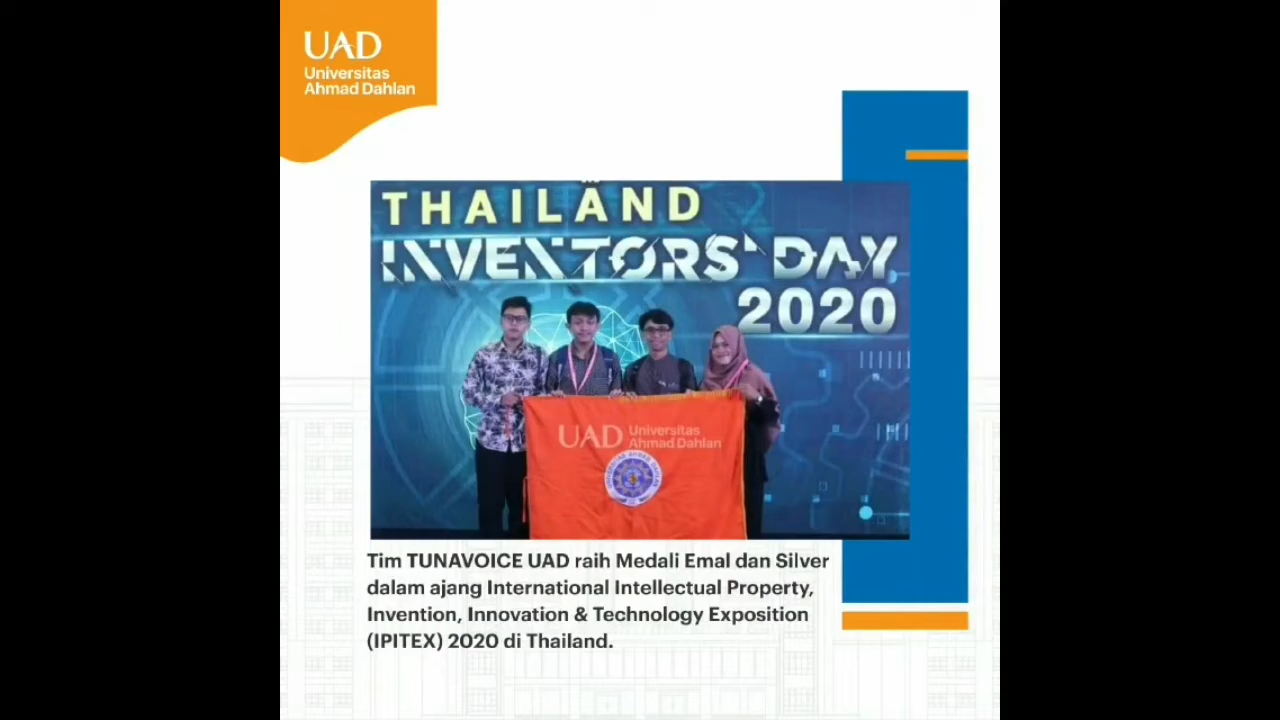 UAD
Universitas
Ahmad Dahlan
THAILAND
INVENTORS' DAY
2020
UAD Universitas
Ahmad Dahlan
Tim TUNAVOICE UAD raih Medali Emal dan Silver
dalam ajang International Intellectual Property,
Invention, Innovation & Technology Exposition
(IPITEX) 2020 di Thailand.